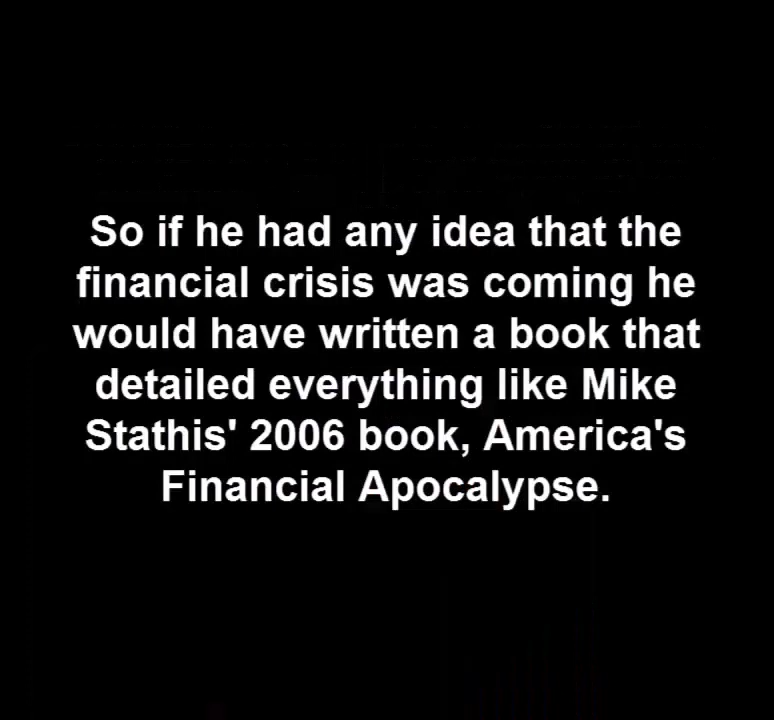 So if he had any idea that the
financial crisis was coming he
would have written a book that
detailed everything like Mike
Stathis' 2006 book, America's
Financial Apocalypse.